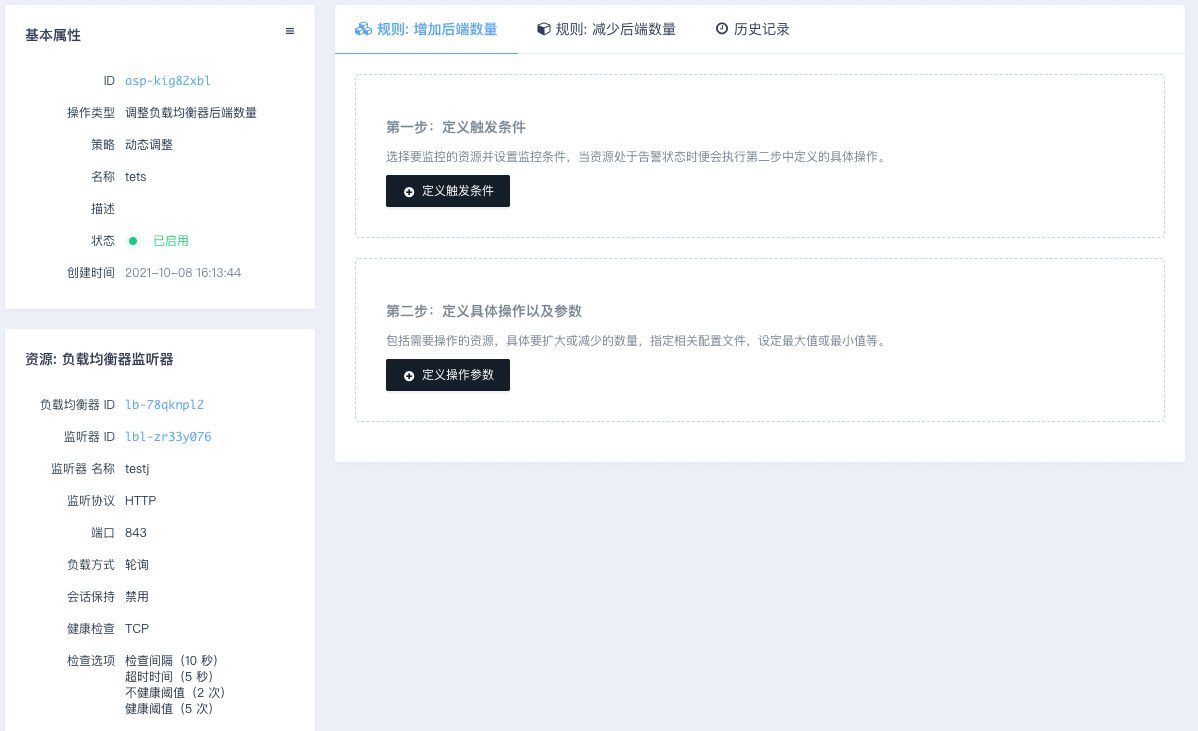 基本属性
ID asp-kig82xbl
操作类型 调整负载均衡器后端数量
策略 动态调整
名称 tets
描述
状态 已启用
创建时间 2021-10-08 16:13:44
资源: 负载均衡器监听器
负载均衡器 ID lb-78qknpl2
监听器 ID lbl-zr33y076
监听器 名称 testj
监听协议 HTTP
端口 843
负载方式 轮询
会话保持 禁用
健康检查 TCP
检查选项 检查间隔（10 秒）
超时时间（5 秒）
不健康阈值（2 次）
健康阈值（5 次）
规则: 增加后端数量 规则: 减少后端数量 历史记录
第一步：定义触发条件
选择要监控的资源并设置监控条件，当资源处于告警状态时便会执行第二步中定义的具体操作。
定义触发条件
第二步：定义具体操作以及参数
包括需要操作的资源，具体要扩大或减少的数量，指定相关配置文件，设定最大值或最小值等。
定义操作参数